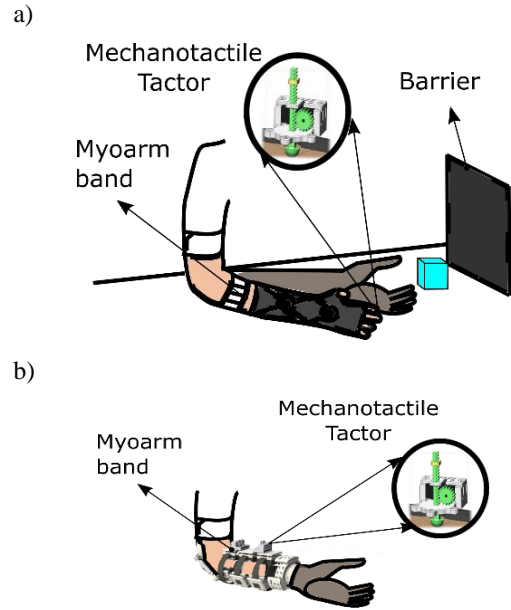 a)
Mechanotactile
Tactor
Barrier
Myoarm
band
b)
Mechanotactile
Tactor
Myoarm
band